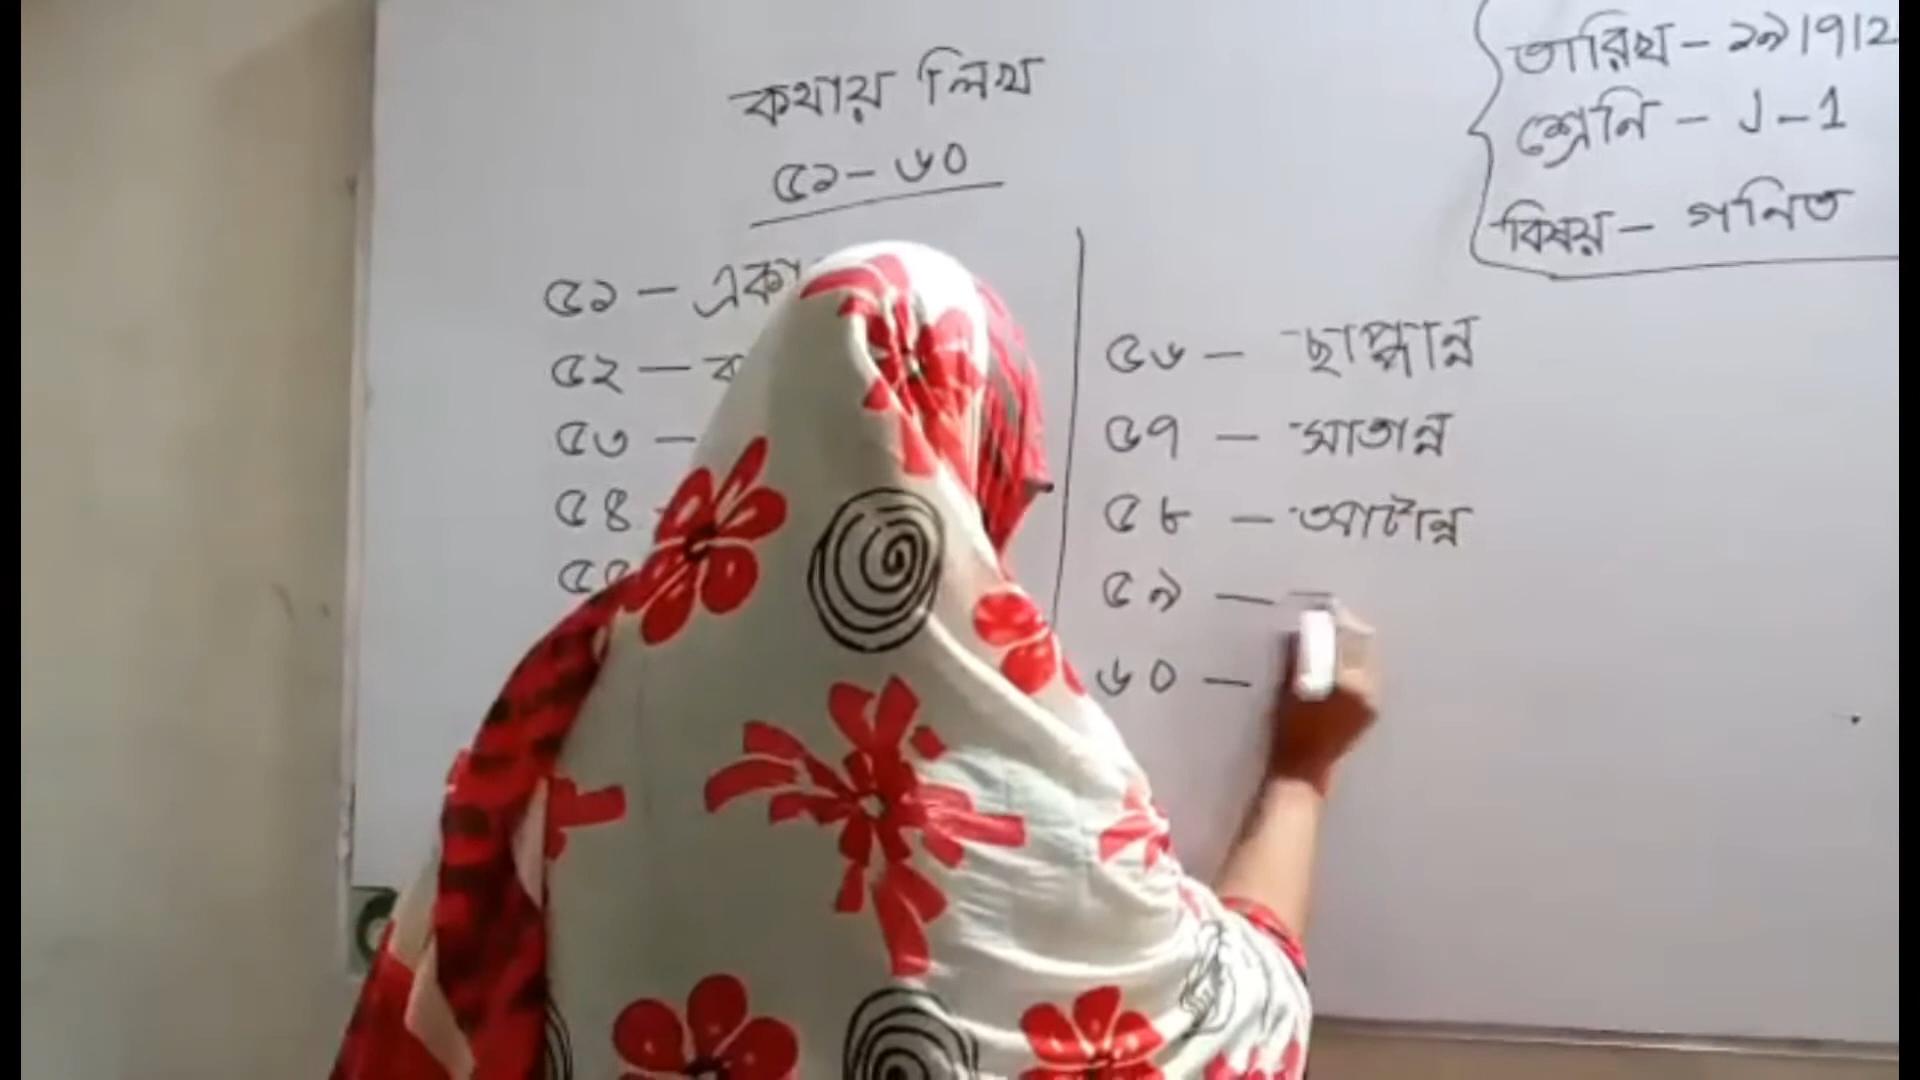 কথায় লিখ
৫১-৬০
তারিখ - ২৯।৭।২
শ্রেনি - J-1
বিষয় - গনিত
৫১ - একা
৫২ -
৫৩ -
৫৪
৫৬ - ছাপ্পান্ন
৫৭ - সাতান্ন
৫৮ - আটান্ন
৫৯ -
৬০ -